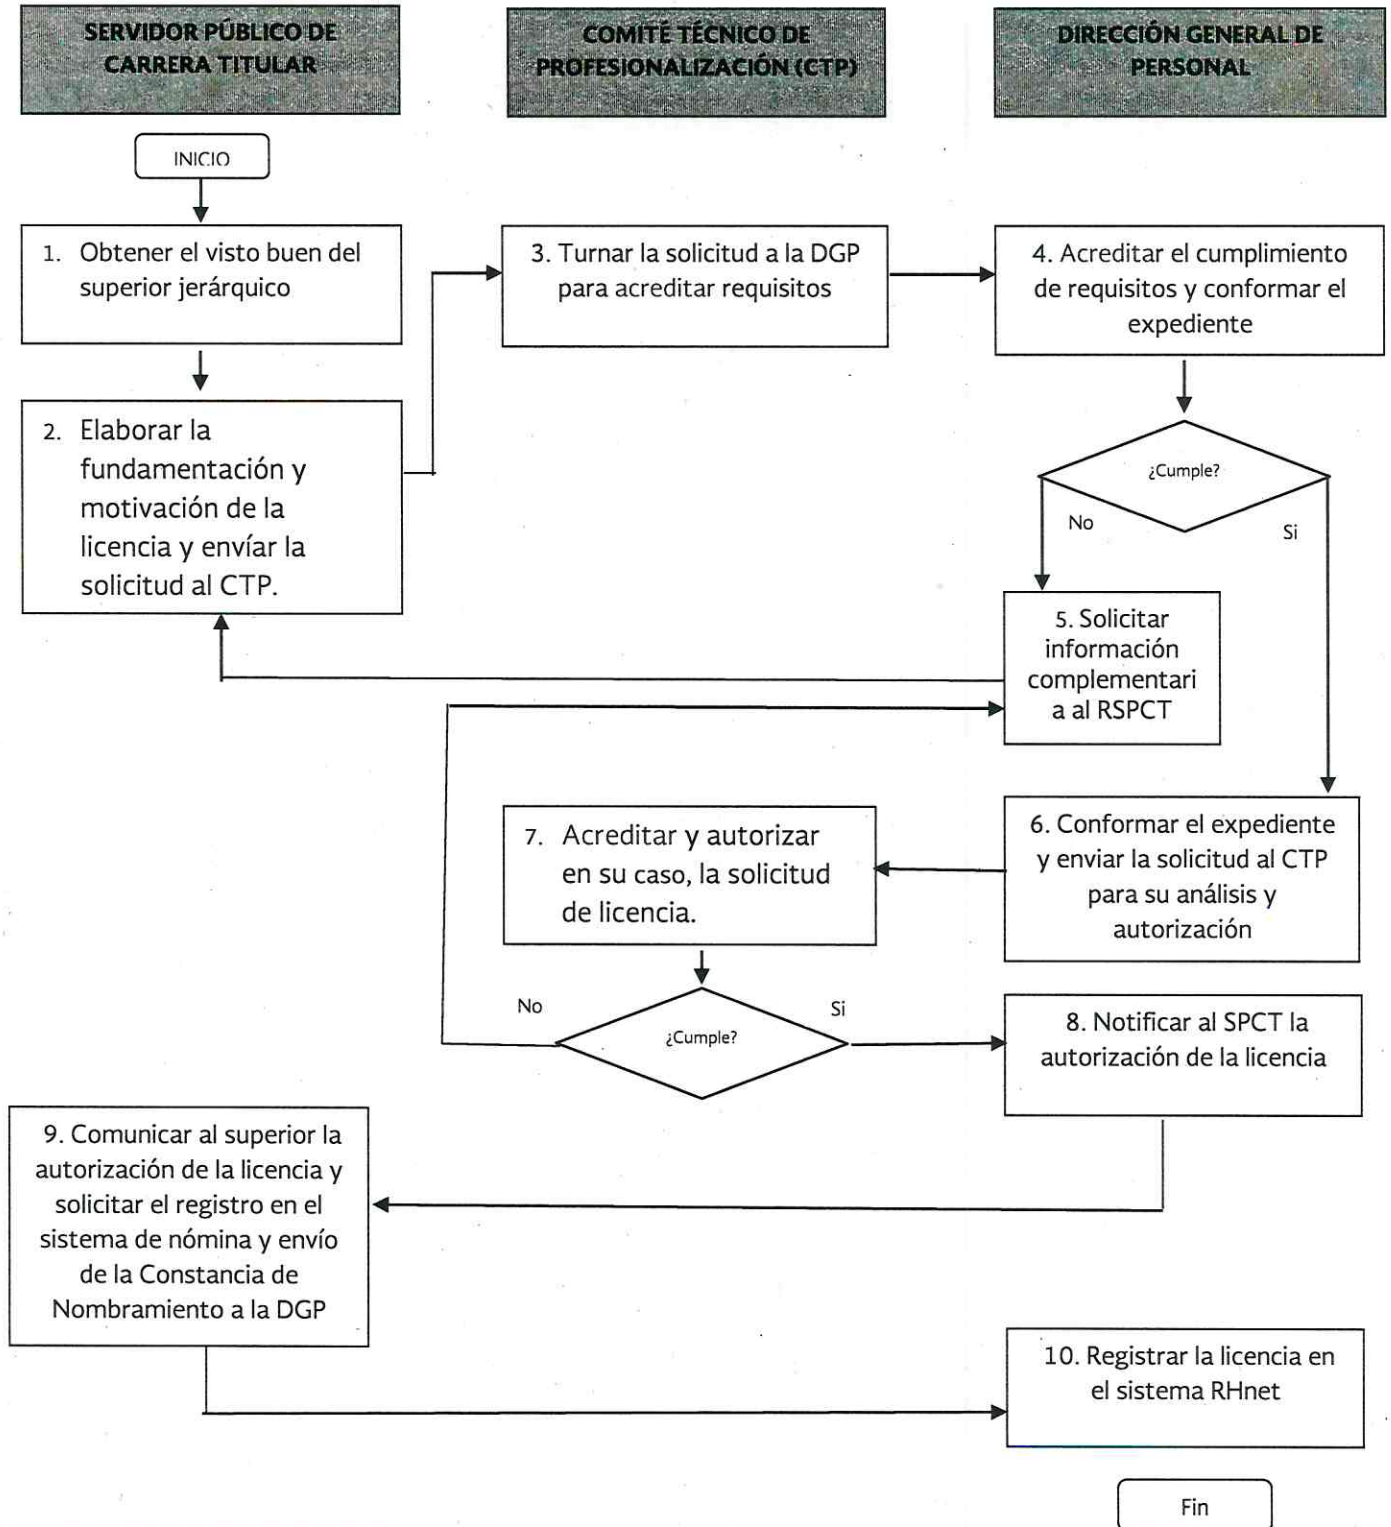 SERVIDOR PÚBLICO DE
CARRERA TITULAR
COMITÉ TÉCNICO DE
PROFESIONALIZACIÓN (CTP)
DIRECCIÓN GENERAL DE
PERSONAL
INICIO
1. Obtener el visto buen del
superior jerárquico
2. Elaborar la
fundamentación y
motivación de la
licencia y envíar la
solicitud al CTP.
3. Turnar la solicitud a la DGP
para acreditar requisitos
4. Acreditar el cumplimiento
de requisitos y conformar el
expediente
¿Cumple?
No
Si
5. Solicitar
información
complementari
a al RSPCT
6. Conformar el expediente
y enviar la solicitud al CTP
para su análisis y
autorización
7. Acreditar y autorizar
en su caso, la solicitud
de licencia.
No
Si
¿Cumple?
8. Notificar al SPCT la
autorización de la licencia
9. Comunicar al superior la
autorización de la licencia y
solicitar el registro en el
sistema de nómina y envío
de la Constancia de
Nombramiento a la DGP
10. Registrar la licencia en
el sistema RHnet
Fin